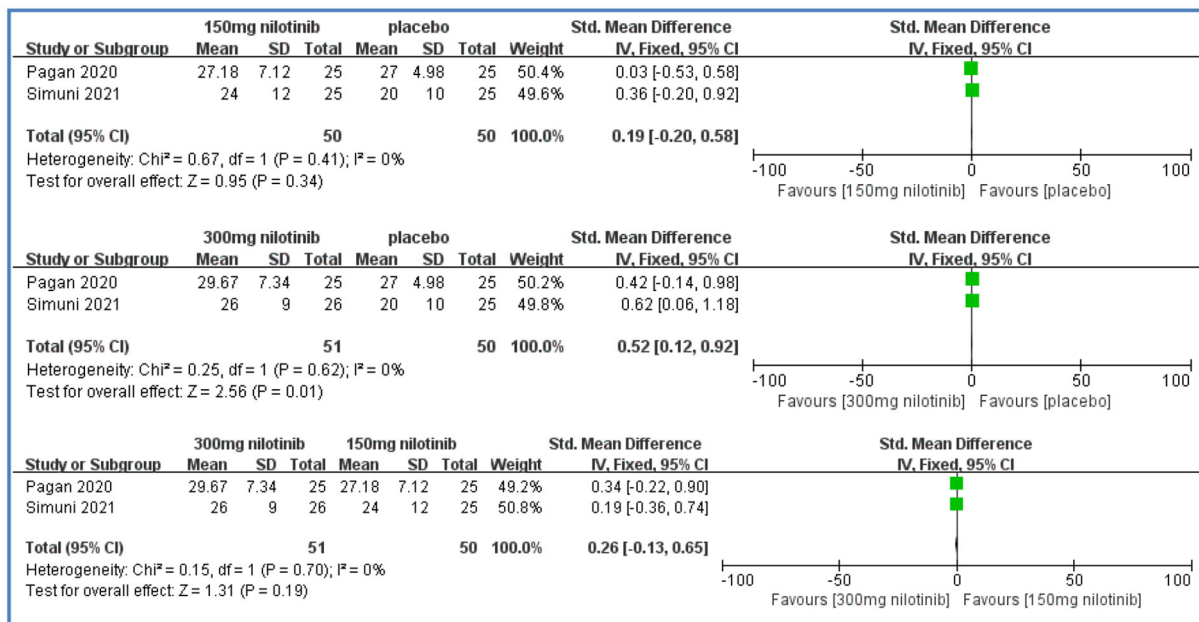 150mg nilotinib placebo Std. Mean Difference Std. Mean Difference
Study or Subgroup Mean SD Total Mean SD Total Weight IV, Fixed, 95% CI IV, Fixed, 95% CI
Pagan 2020 27.18 7.12 25 27 4.98 25 50.4% 0.03 [-0.53, 0.58]
Simuni 2021 24 12 25 20 10 25 49.6% 0.36 [-0.20, 0.92]
Total (95% CI) 50 50 100.0% 0.19 [-0.20, 0.58]
Heterogeneity: Chi² = 0.67, df = 1 (P = 0.41); I² = 0%
Test for overall effect: Z = 0.95 (P = 0.34)
-100 -50 0 50 100
Favours [150mg nilotinib] Favours [placebo]
300mg nilotinib placebo Std. Mean Difference Std. Mean Difference
Study or Subgroup Mean SD Total Mean SD Total Weight IV, Fixed, 95% CI IV, Fixed, 95% CI
Pagan 2020 29.67 7.34 25 27 4.98 25 50.2% 0.42 [-0.14, 0.98]
Simuni 2021 26 9 26 20 10 25 49.8% 0.62 [0.06, 1.18]
Total (95% CI) 51 50 100.0% 0.52 [0.12, 0.92]
Heterogeneity: Chi² = 0.25, df = 1 (P = 0.62); I² = 0%
Test for overall effect: Z = 2.56 (P = 0.01)
-100 -50 0 50 100
Favours [300mg nilotinib] Favours [placebo]
300mg nilotinib 150mg nilotinib Std. Mean Difference Std. Mean Difference
Study or Subgroup Mean SD Total Mean SD Total Weight IV, Fixed, 95% CI IV, Fixed, 95% CI
Pagan 2020 29.67 7.34 25 27.18 7.12 25 49.2% 0.34 [-0.22, 0.90]
Simuni 2021 26 9 26 24 12 25 50.8% 0.19 [-0.36, 0.74]
Total (95% CI) 51 50 100.0% 0.26 [-0.13, 0.65]
Heterogeneity: Chi² = 0.15, df = 1 (P = 0.70); I² = 0%
Test for overall effect: Z = 1.31 (P = 0.19)
-100 -50 0 50 100
Favours [300mg nilotinib] Favours [150mg nilotinib]